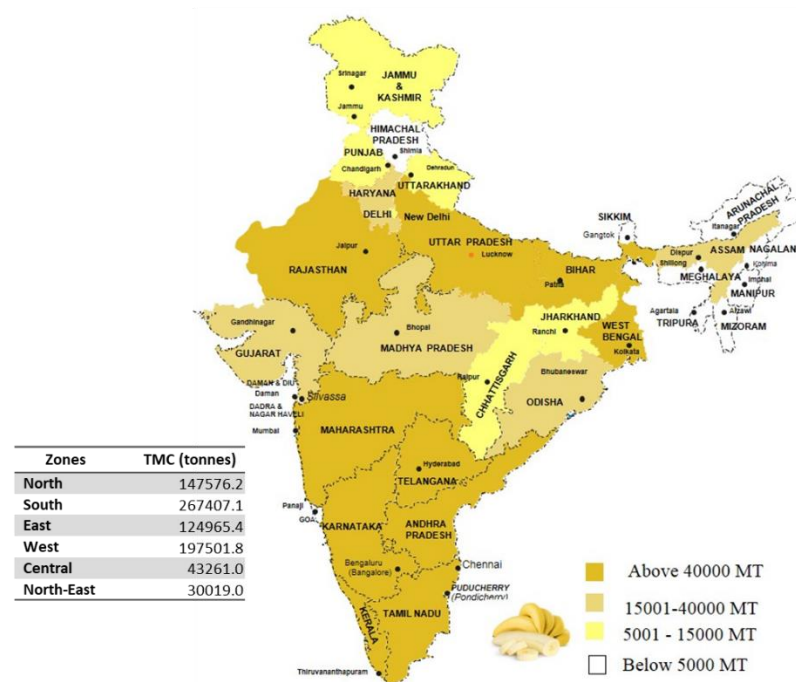 Srinagar
JAMMU
&
KASHMIR
Jammu
HIMACHAL
PRADESH
Shimla
PUNJAB
Chandigarh
Dehradun
UTTARAKHAND
HARYANA
DELHI
New Delhi
ARUNACHAL
PRADESH
Itanagar
SIKKIM
Gangtok
ASSAM
NAGALAN
Dispur
Shillong
Kohima
MEGHALAYA
Imphal
MANIPUR
Agartala
TRIPURA
Aizawl
MIZORAM
Jaipur
RAJASTHAN
UTTAR PRADESH
Lucknow
BIHAR
Patna
JHARKHAND
Ranchi
WEST
BENGAL
Kolkata
Gandhinagar
GUJARAT
Bhopal
MADHYA PRADESH
Raipur
CHHATTISGARH
Bhubaneswar
ODISHA
DAMAN & DIU
Daman
Silvassa
DADRA &
NAGAR HAVELI
Mumbai
MAHARASHTRA
Hyderabad
TELANGANA
Panaji
GOA
KARNATAKA
ANDHRA
PRADESH
Bengaluru
(Bangalore)
Chennai
PUDUCHERRY
(Pondicherry)
TAMIL NADU
KERALA
Thiruvananthapuram
Zones TMC (tonnes)
North 147576.2
South 267407.1
East 124965.4
West 197501.8
Central 43261.0
North-East 30019.0
Above 40000 MT
15001-40000 MT
5001 - 15000 MT
Below 5000 MT